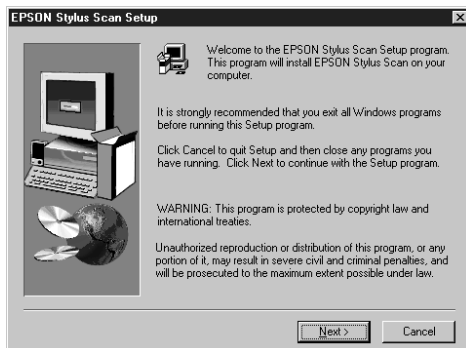 EPSON Stylus Scan Setup
Welcome to the EPSON Stylus Scan Setup program.
This program will install EPSON Stylus Scan on your
computer.
It is strongly recommended that you exit all Windows programs
before running this Setup program.
Click Cancel to quit Setup and then close any programs you
have running. Click Next to continue with the Setup program.
WARNING: This program is protected by copyright law and
international treaties.
Unauthorized reproduction or distribution of this program, or any
portion of it, may result in severe civil and criminal penalties, and
will be prosecuted to the maximum extent possible under law.
Next >
Cancel